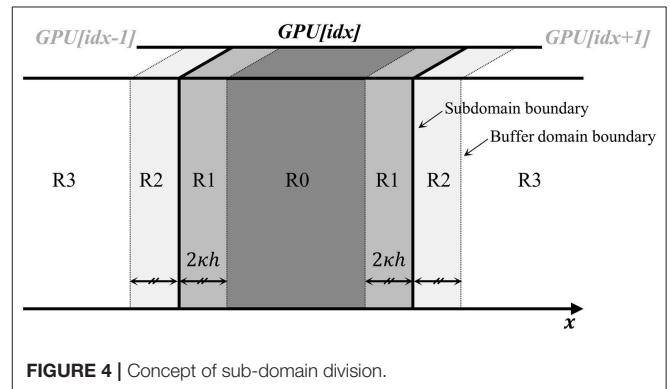 GPU[idx-1] GPU[idx] GPU[idx+1]
Subdomain boundary
Buffer domain boundary
R3 R2 R1 R0 R1 R2 R3
2κh 2κh
x
FIGURE 4 | Concept of sub-domain division.